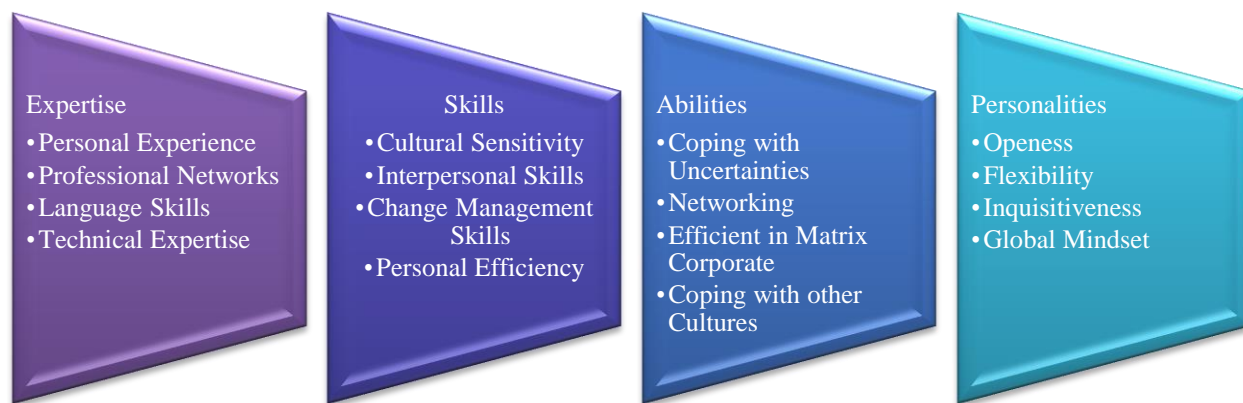 Expertise
•Personal Experience
•Professional Networks
•Language Skills
•Technical Expertise
Skills
•Cultural Sensitivity
•Interpersonal Skills
•Change Management
Skills
•Personal Efficiency
Abilities
•Coping with
Uncertainties
•Networking
•Efficient in Matrix
Corporate
•Coping with other
Cultures
Personalities
•Openess
•Flexibility
•Inquisitiveness
•Global Mindset